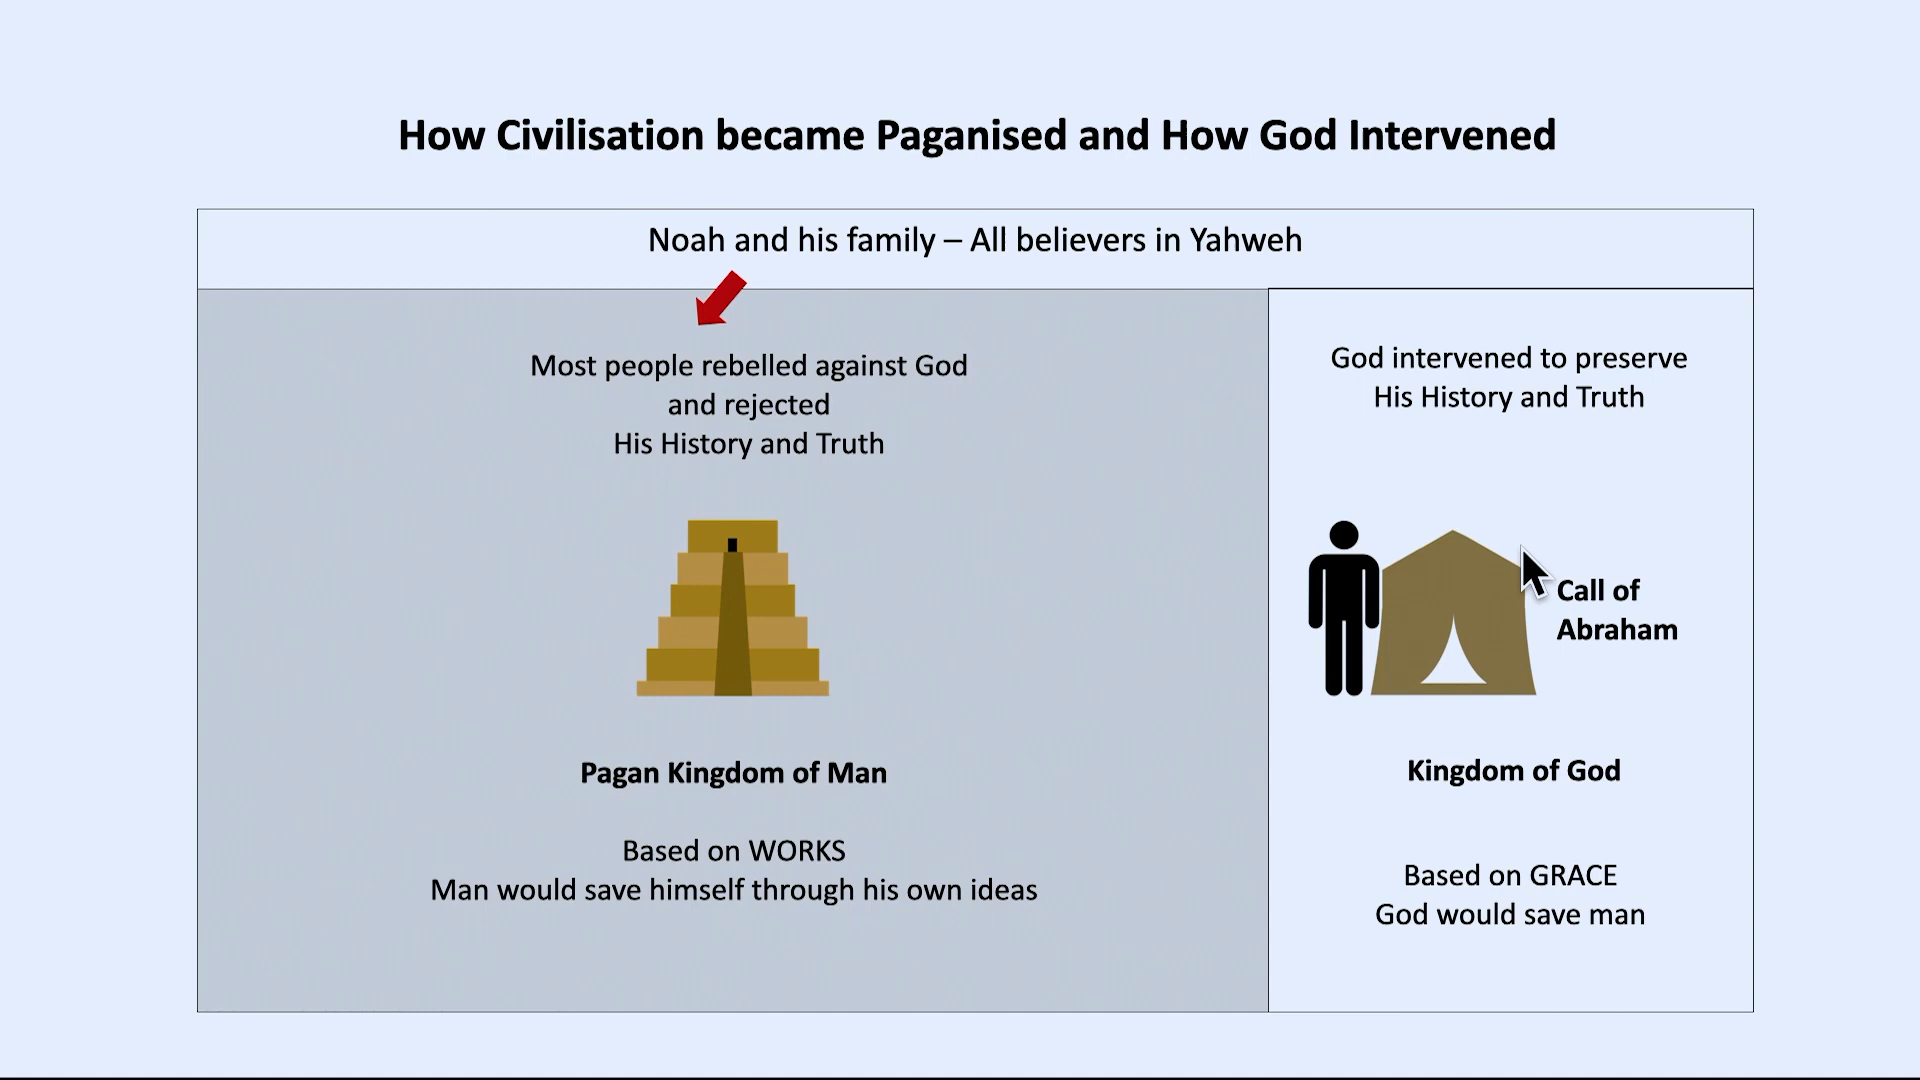 How Civilisation became Paganised and How God Intervened
Noah and his family – All believers in Yahweh
Most people rebelled against God
and rejected
His History and Truth
Pagan Kingdom of Man
Based on WORKS
Man would save himself through his own ideas
God intervened to preserve
His History and Truth
Call of
Abraham
Kingdom of God
Based on GRACE
God would save man